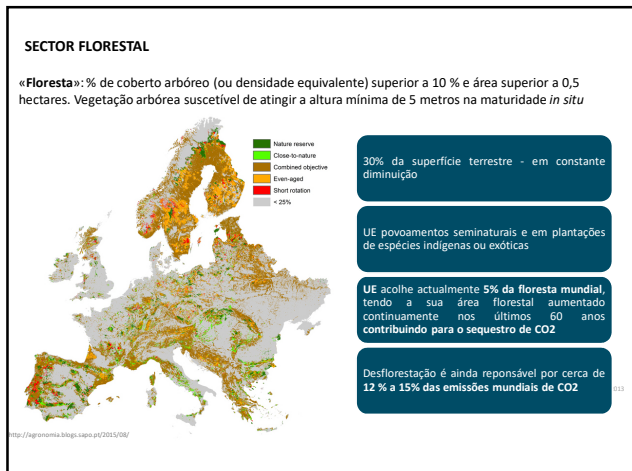 SECTOR FLORESTAL
«Floresta»: % de coberto arbóreo (ou densidade equivalente) superior a 10 % e área superior a 0,5
hectares. Vegetação arbórea suscetível de atingir a altura mínima de 5 metros na maturidade in situ
Nature reserve
Close-to-nature
Combined objective
Even-aged
Short rotation
< 25%
30% da superfície terrestre - em constante
diminuição
UE povoamentos seminaturais e em plantações
de espécies indígenas ou exóticas
UE acolhe actualmente 5% da floresta mundial,
tendo a sua área florestal aumentado
continuamente nos últimos 60 anos
contribuindo para o sequestro de CO2
Desflorestação é ainda reponsável por cerca de
12 % a 15% das emissões mundiais de CO2
013
http://agronomia.blogs.sapo.pt/2015/08/